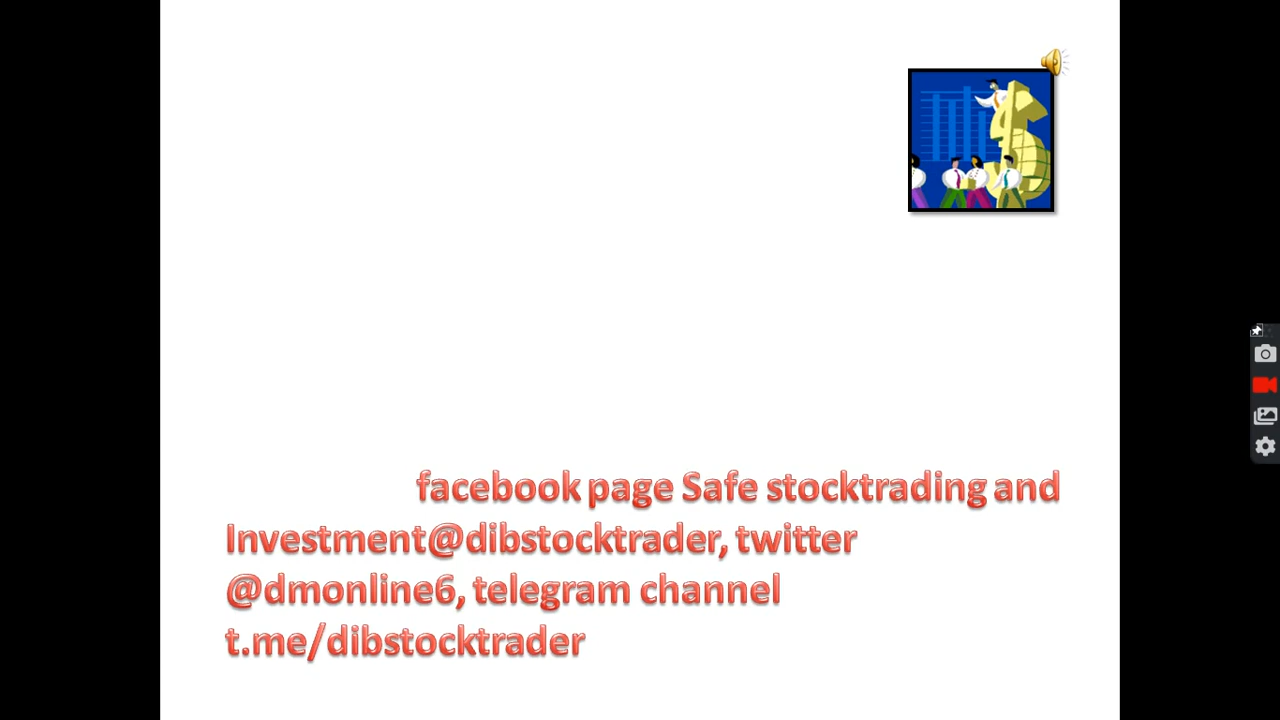 facebook page Safe stocktrading and
Investment@dibstocktrader, twitter
@dmonline6, telegram channel
t.me/dibstocktrader